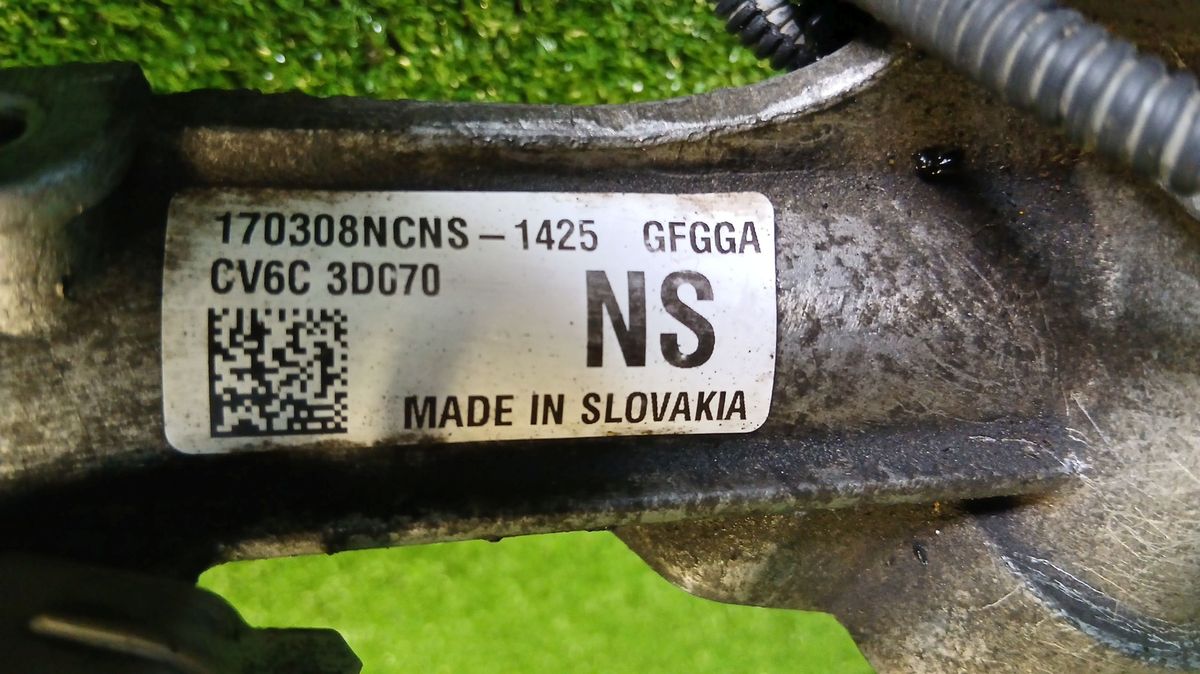 170308NCNS-1425 GFGGA
CV6C 3D070
NS
MADE IN SLOVAKIA